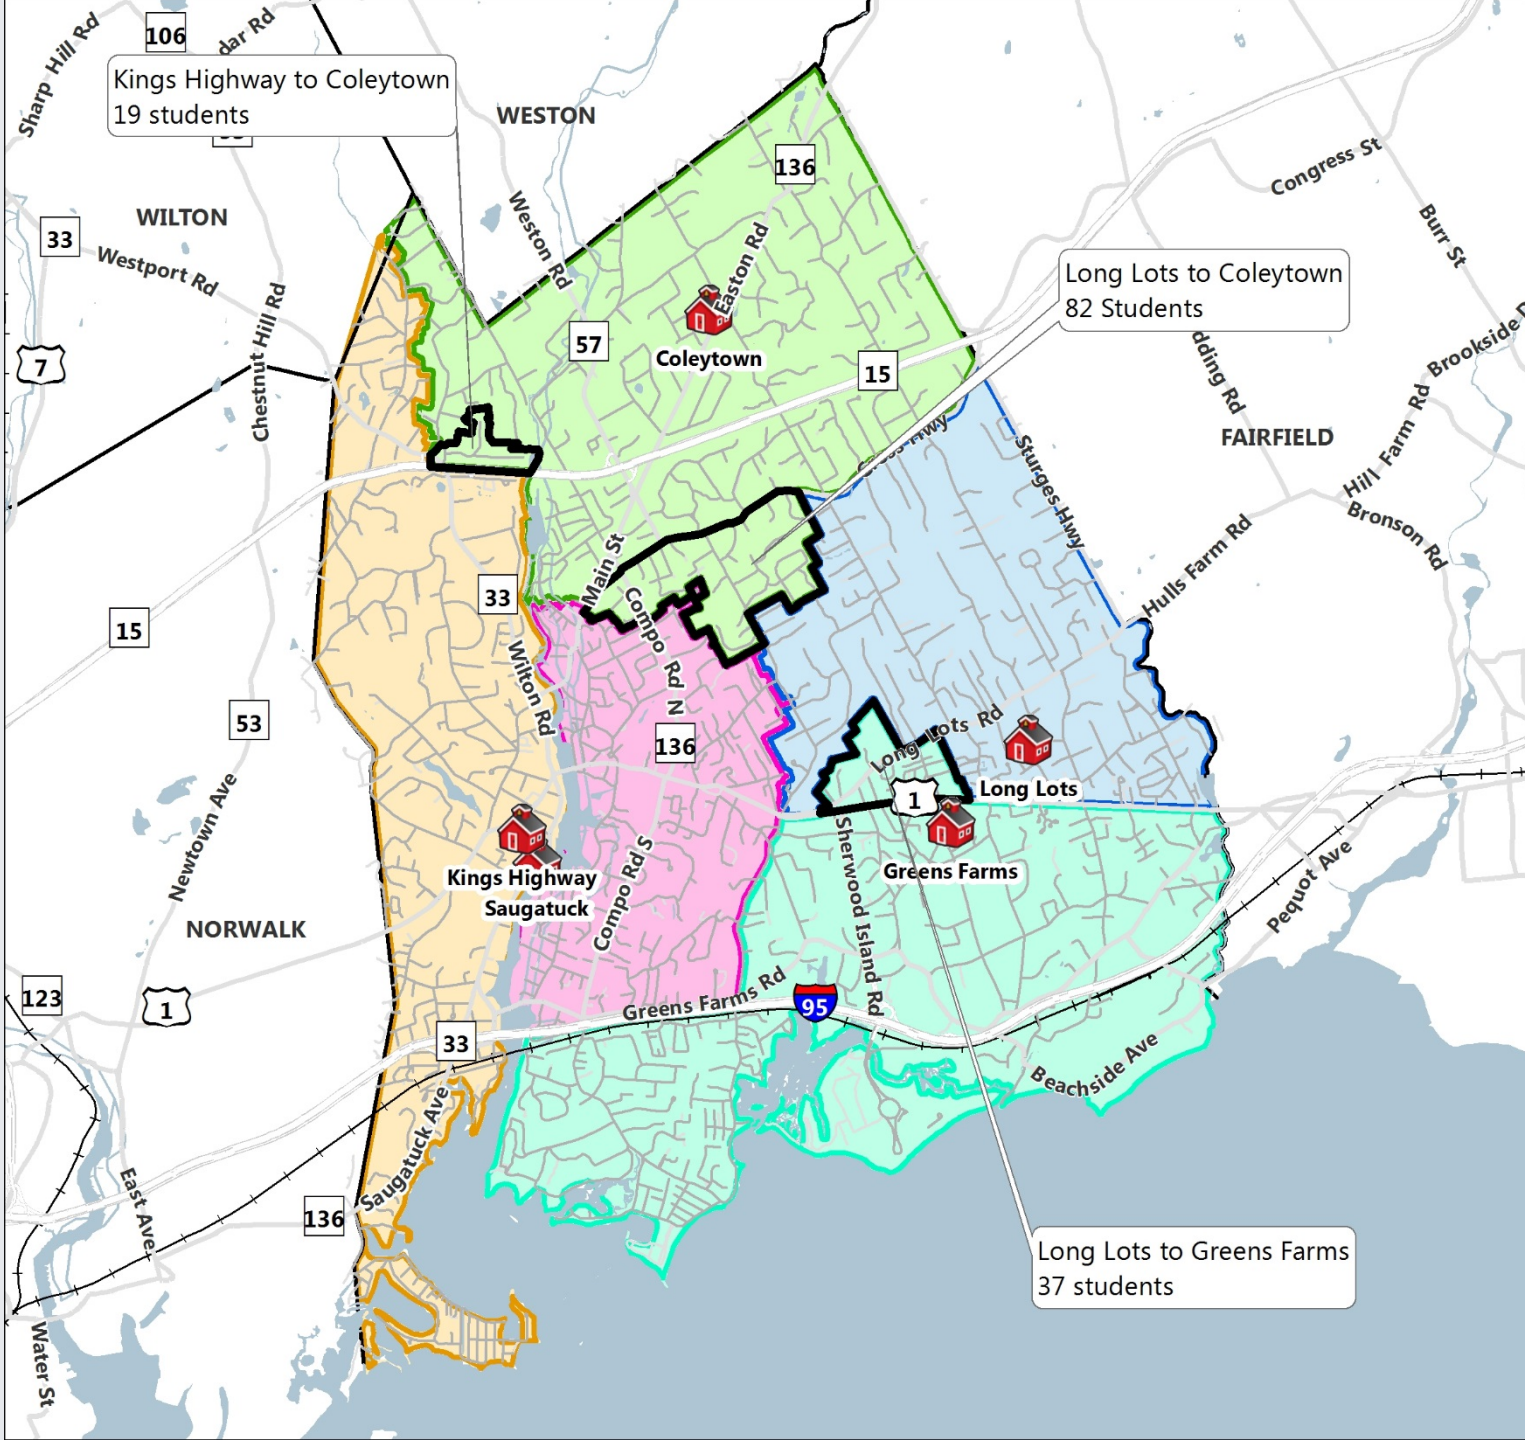 106
Sharp Hill Rd
dar Rd
Kings Highway to Coleytown
19 students
WESTON
136
Congress St
WILTON
33
Westport Rd
Weston Rd
Easton Rd
Burr St
Long Lots to Coleytown
82 Students
Chestnut Hill Rd
57
Coleytown
15
7
dding Rd
Brookside D
FAIRFIELD
Hill Farm Rd
Cross Hwy
Sturges Hwy
Bronson Rd
Hulls Farm Rd
33
Main St
Compo Rd N
15
Wilton Rd
53
136
Long Lots Rd
Long Lots
1
Newtown Ave
Kings Highway
Saugatuck
Compo Rd S
Sherwood Island Rd
Greens Farms
Pequot Ave
NORWALK
123
1
Greens Farms Rd
95
33
Beachside Ave
Saugatuck Ave
East Ave
136
Long Lots to Greens Farms
37 students
Water St